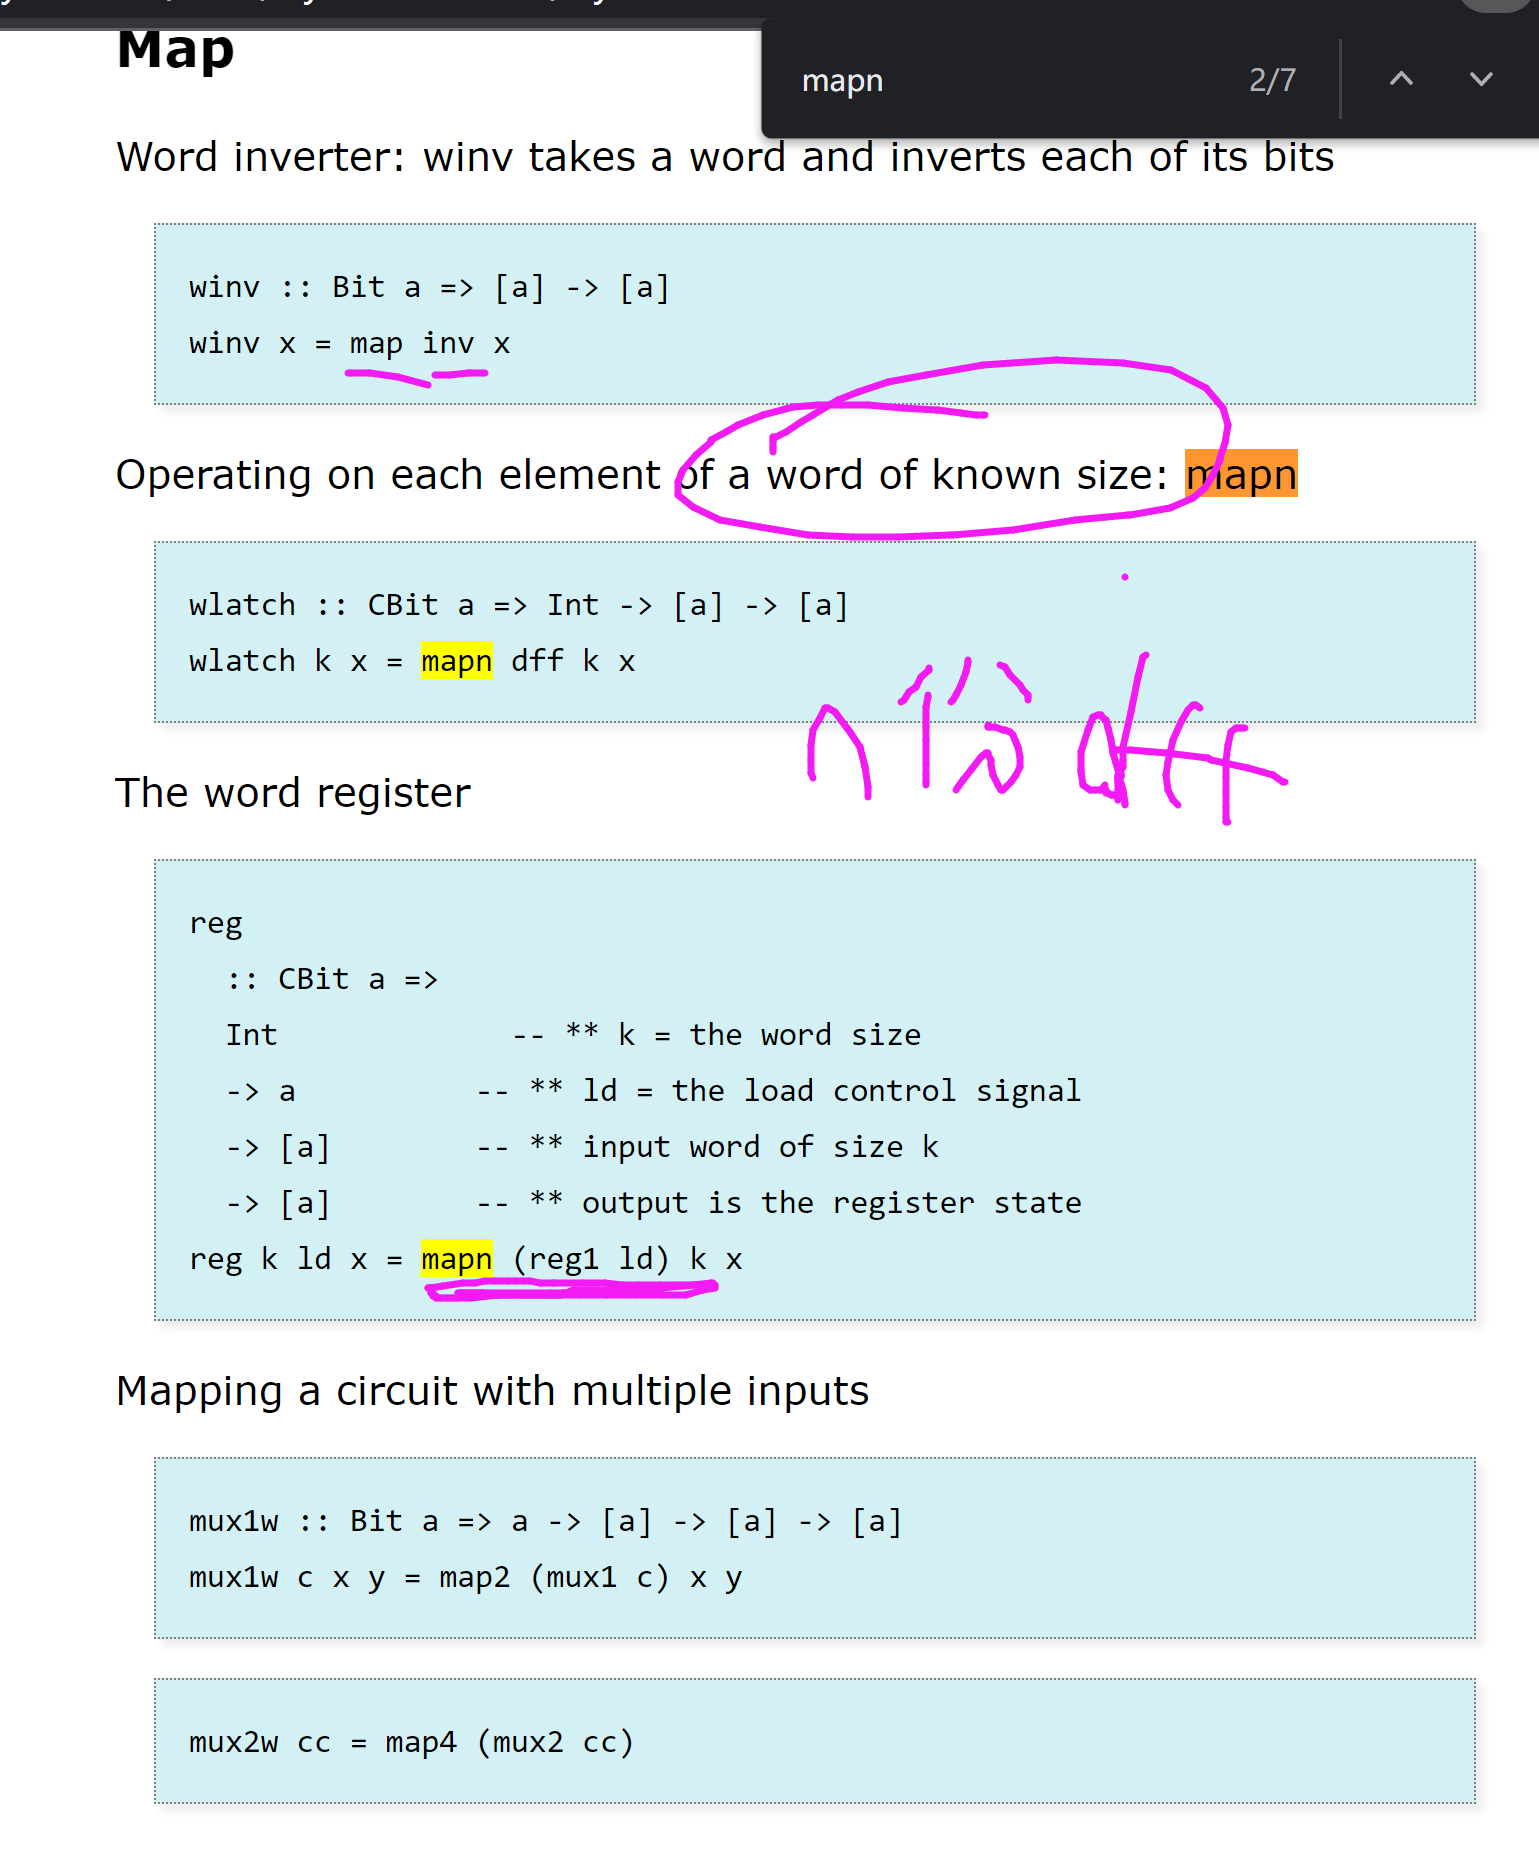 Map
mapn 2/7
Word inverter: winv takes a word and inverts each of its bits
winv :: Bit a => [a] -> [a]
winv x = map inv x
Operating on each element of a word of known size: mapn
wlatch :: CBit a => Int -> [a] -> [a]
wlatch k x = mapn dff k x
n个 dff
The word register
reg
:: CBit a =>
Int -- ** k = the word size
-> a -- ** ld = the load control signal
-> [a] -- ** input word of size k
-> [a] -- ** output is the register state
reg k ld x = mapn (reg1 ld) k x
Mapping a circuit with multiple inputs
mux1w :: Bit a => a -> [a] -> [a] -> [a]
mux1w c x y = map2 (mux1 c) x y
mux2w cc = map4 (mux2 cc)